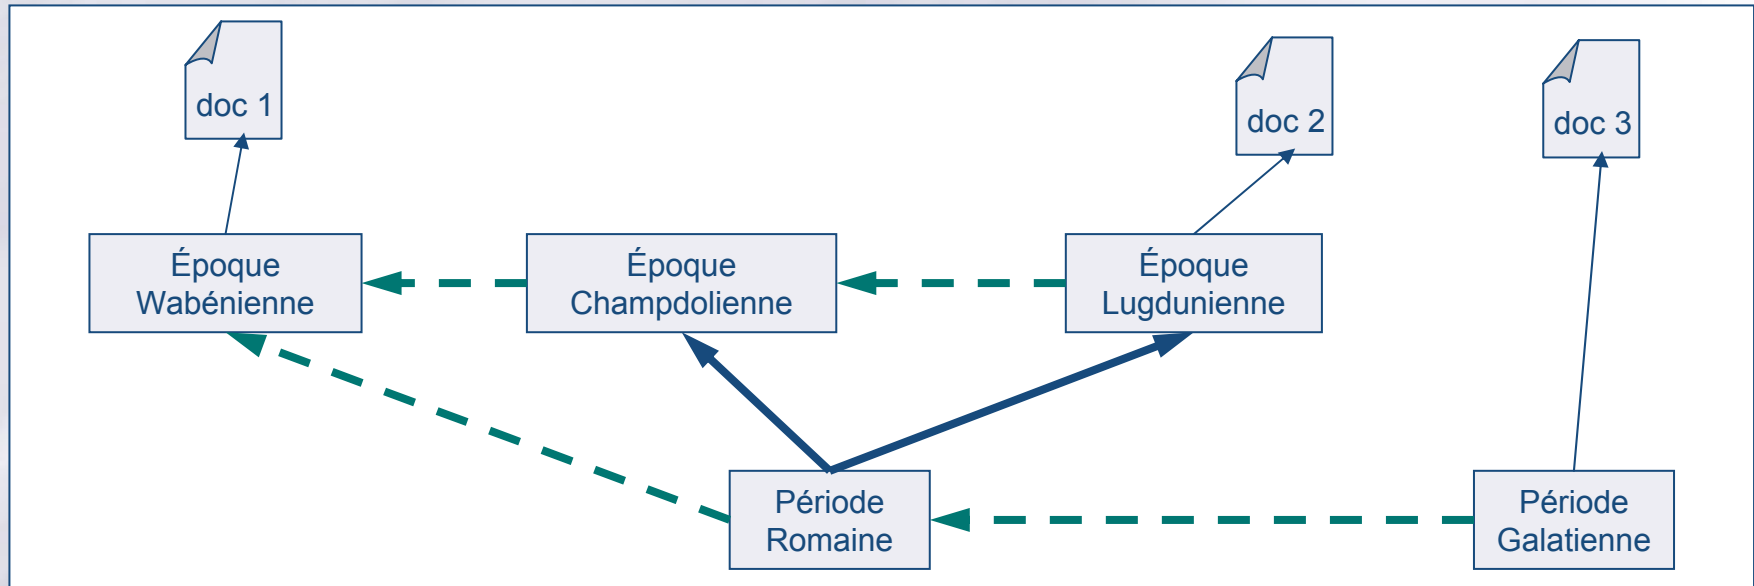 doc 1
doc 2
doc 3
Époque
Wabénienne
Époque
Champdolienne
Époque
Lugdunienne
Période
Romaine
Période
Galatienne